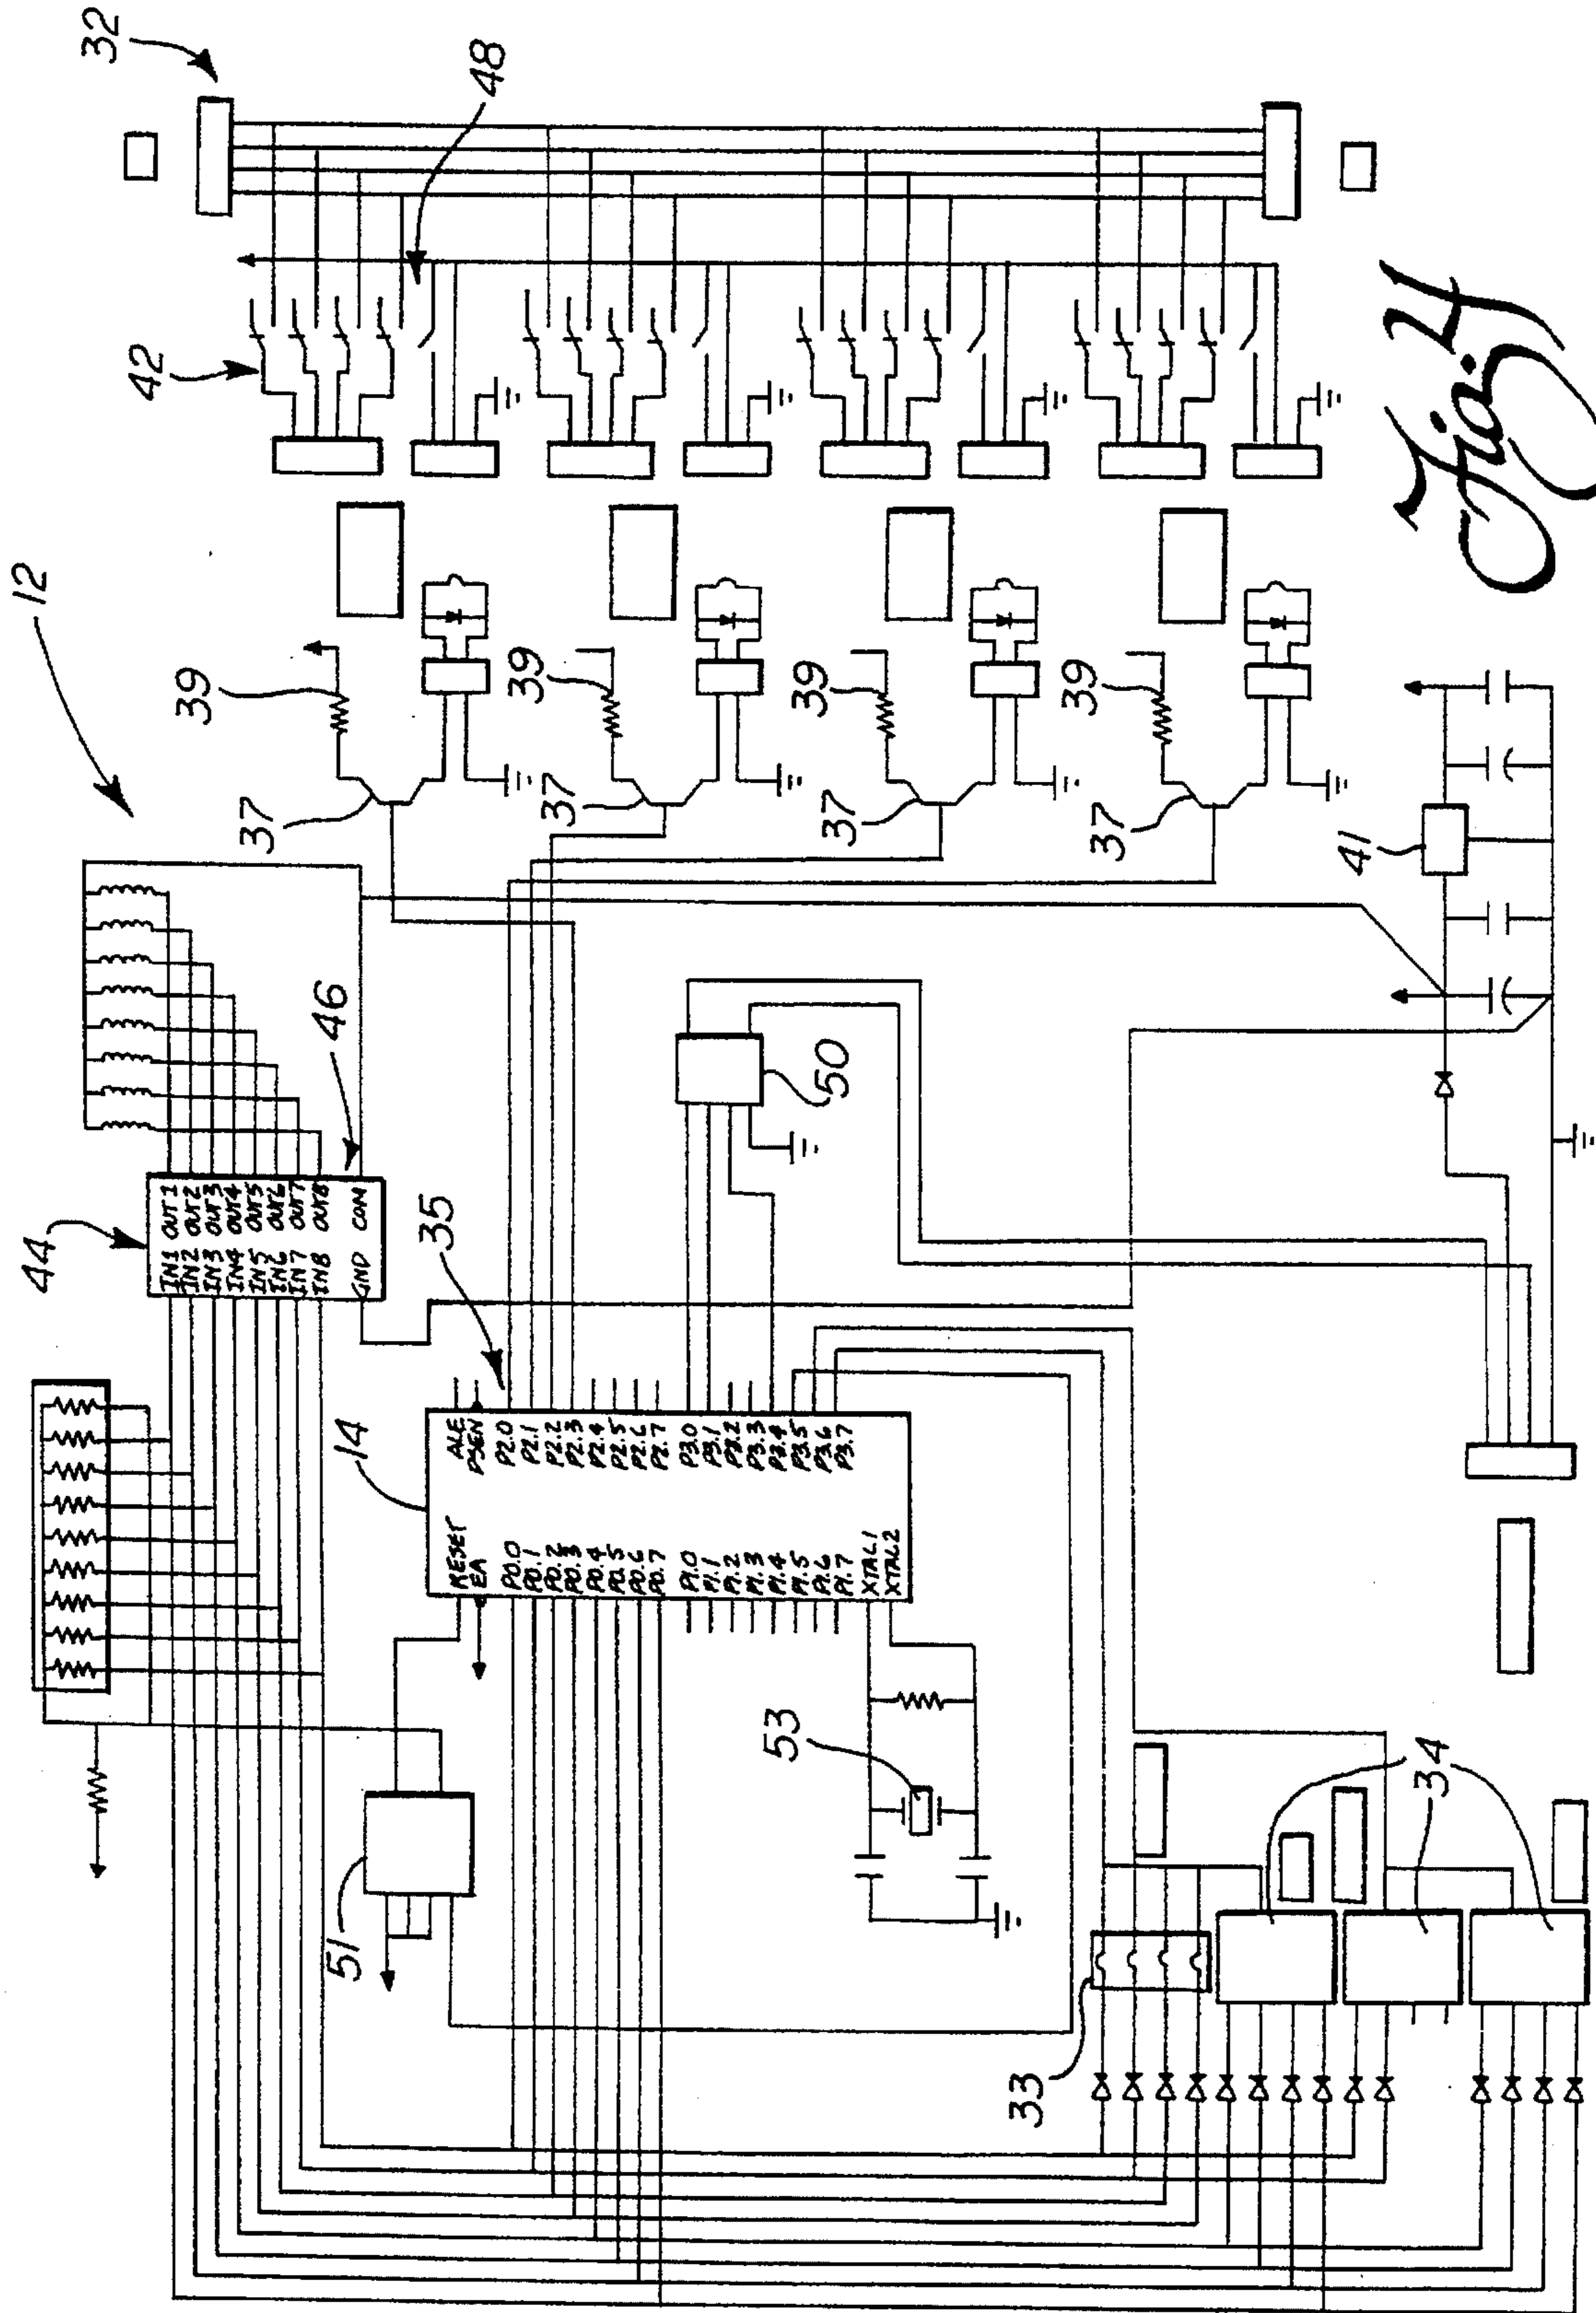 Fig. 4
12
32
48
42
39
39
39
39
37
37
37
37
41
44
46
IN1 OUT1
IN2 OUT2
IN3 OUT3
IN4 OUT4
IN5 OUT5
IN6 OUT6
IN7 OUT7
IN8 OUT8
GND COM
50
35
14
RESET ALE
EA PSEN
P0.0 P2.0
P0.1 P2.1
P0.2 P2.2
P0.3 P2.3
P0.4 P2.4
P0.5 P2.5
P0.6 P2.6
P0.7 P2.7
P1.0 P3.0
P1.1 P3.1
P1.2 P3.2
P1.3 P3.3
P1.4 P3.4
P1.5 P3.5
P1.6 P3.6
P1.7 P3.7
XTAL1
XTAL2
51
53
33
34